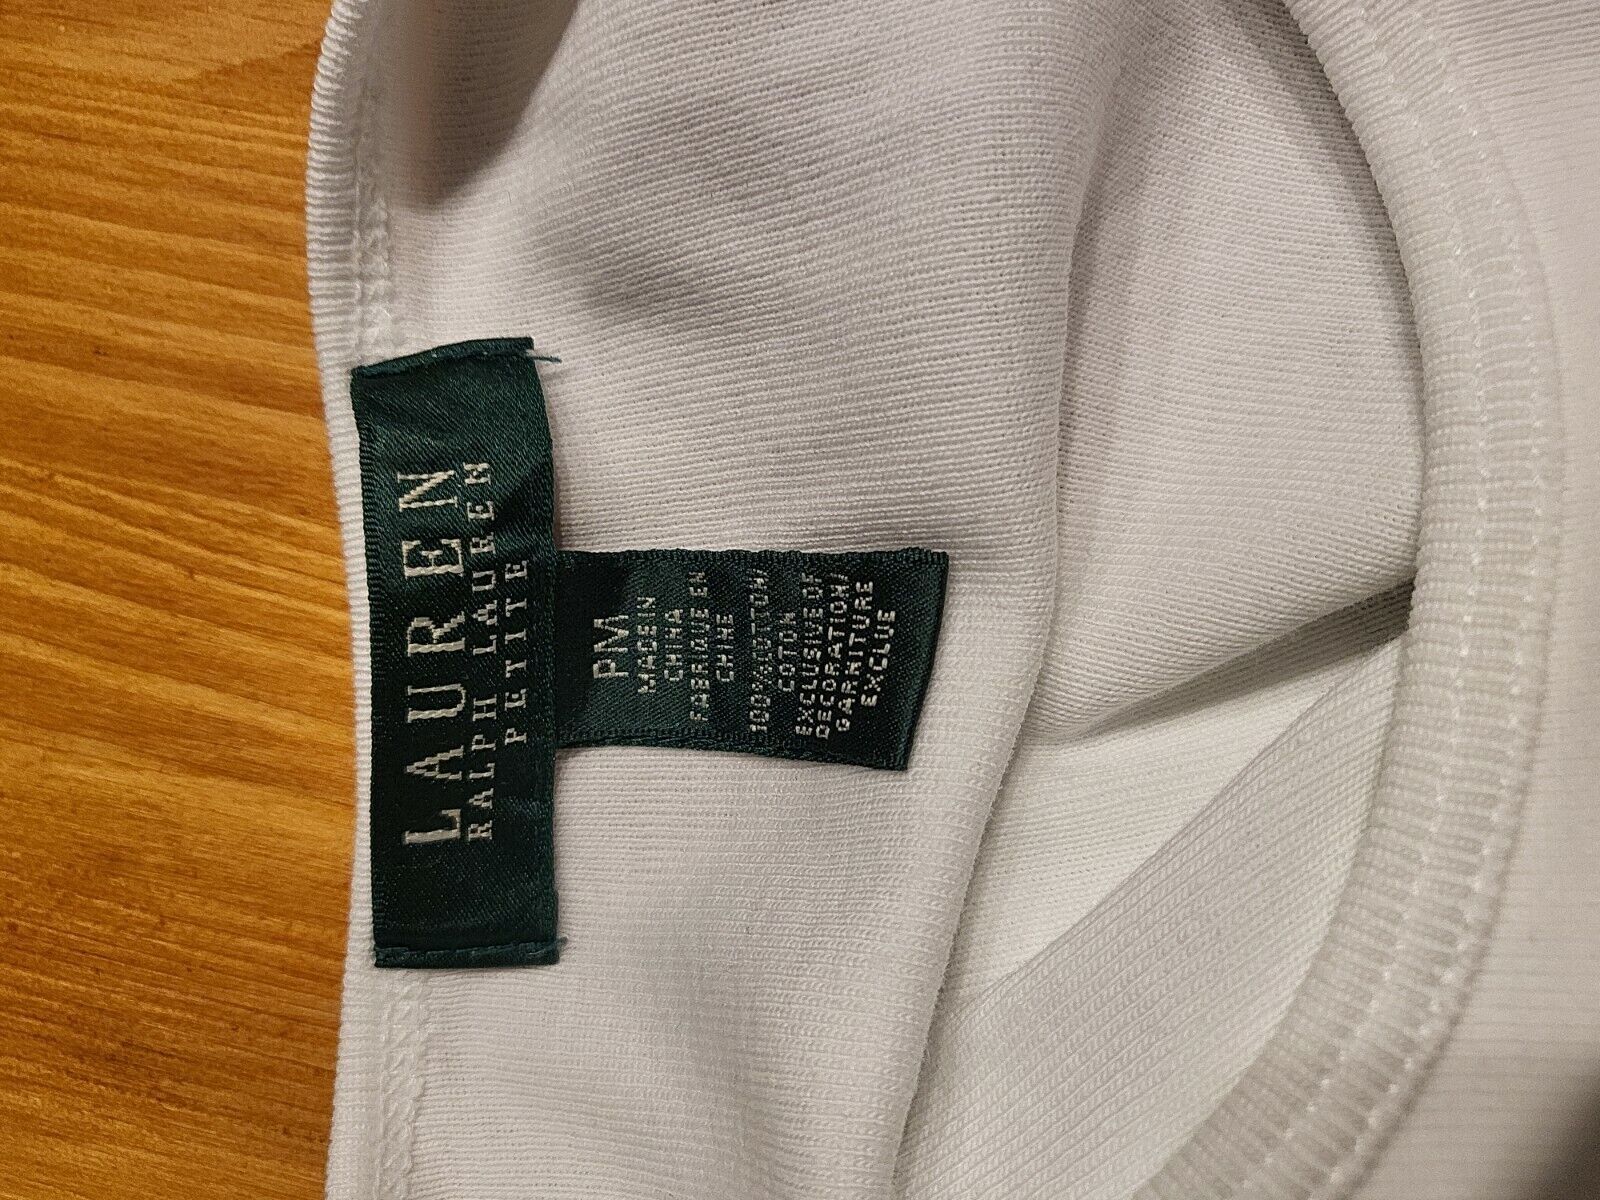 LAUREN
RALPH LAUREN
PETITE
PM
MADE IN
CHINA
FABRIQUE EN
CHINE
100% COTTON
COTON
EXCLUSIVE OF
DECORATION/
GARNITURE
EXCLUE